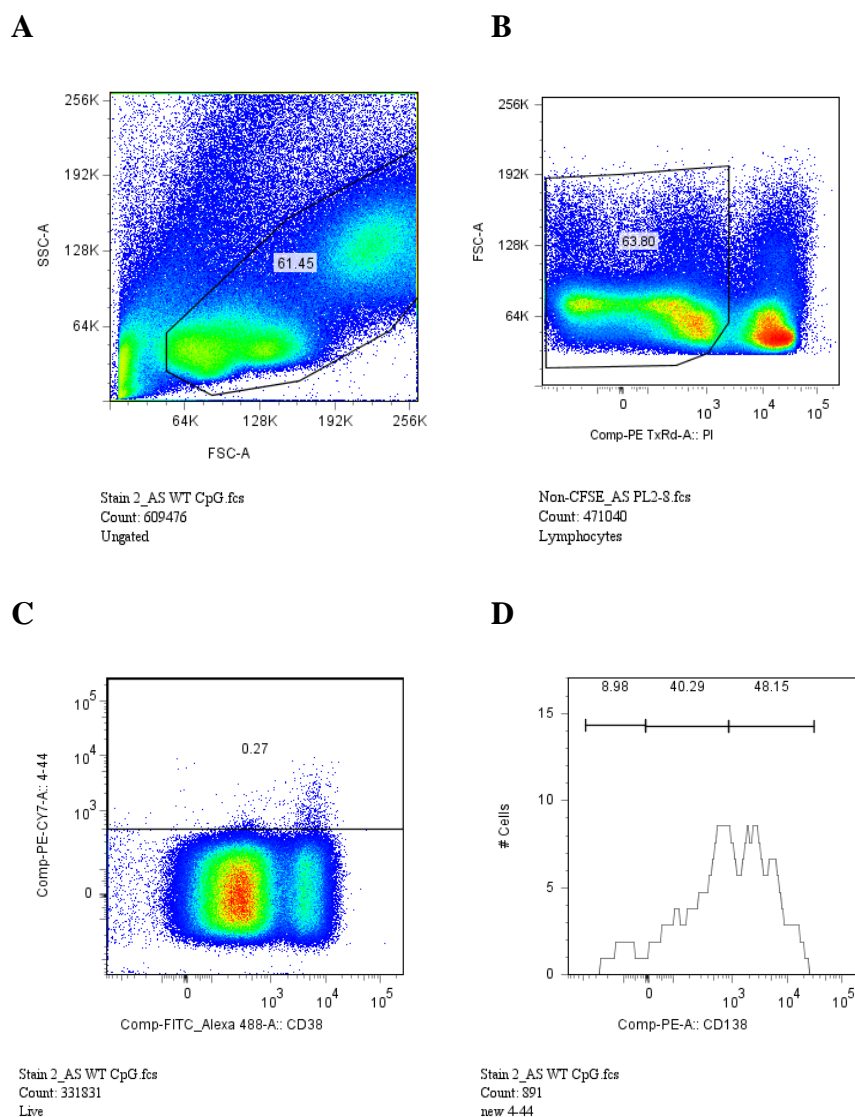 A
256K
192K
128K
64K
SSC-A
61.45
64K
128K
192K
256K
FSC-A
Stain 2_AS WT CpG.fcs
Count: 609476
Ungated
B
256K
192K
128K
64K
0
FSC-A
63.80
0
10^3
10^4
10^5
Comp-PE TxRd-A:: PI
Non-CFSE_AS PL2-8.fcs
Count: 471040
Lymphocytes
C
10^5
10^4
10^3
0
Comp-PE-CY7-A:: 4-44
0.27
0
10^3
10^4
10^5
Comp-FITC_Alexa 488-A:: CD38
Stain 2_AS WT CpG.fcs
Count: 331831
Live
D
8.98 40.29 48.15
15
10
5
0
# Cells
0
10^3
10^4
10^5
Comp-PE-A:: CD138
Stain 2_AS WT CpG.fcs
Count: 891
new 4-44